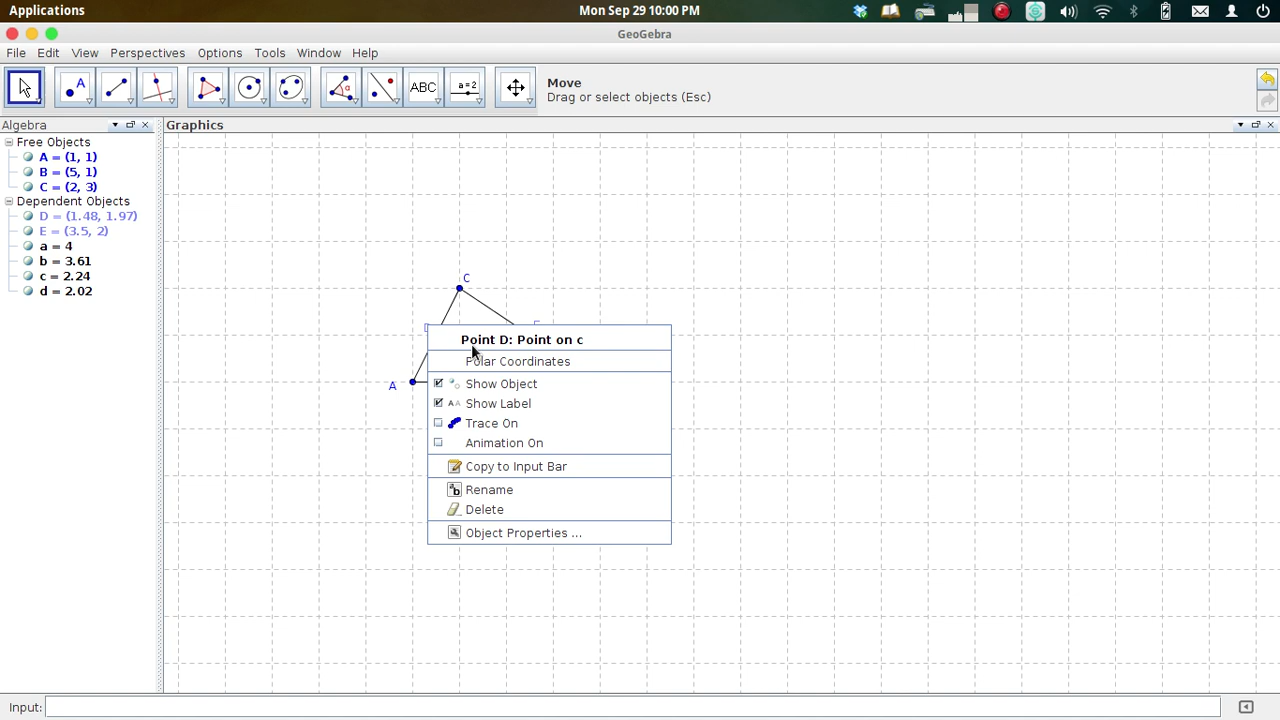 Applications
Mon Sep 29 10:00 PM
GeoGebra
File Edit View Perspectives Options Tools Window Help
A
ABC
a=2
Move
Drag or select objects (Esc)
Algebra
Graphics
Free Objects
A = (1, 1)
B = (5, 1)
C = (2, 3)
Dependent Objects
D = (1.48, 1.97)
E = (3.5, 2)
a = 4
b = 3.61
c = 2.24
d = 2.02
C
A
Point D: Point on c
Polar Coordinates
Show Object
AA Show Label
Trace On
Animation On
Copy to Input Bar
ab Rename
Delete
Object Properties ...
Input: